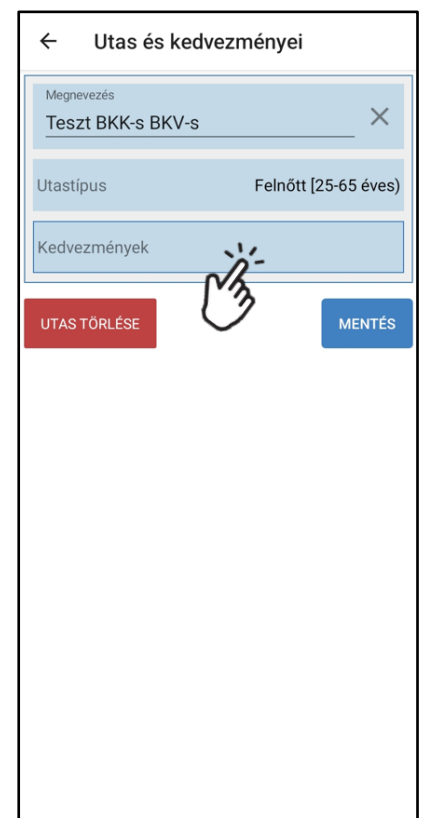 Utas és kedvezményei
Megnevezés
Teszt BKK-s BKV-s
Utastípus Felnőtt [25-65 éves)
Kedvezmények
UTAS TÖRLÉSE MENTÉS